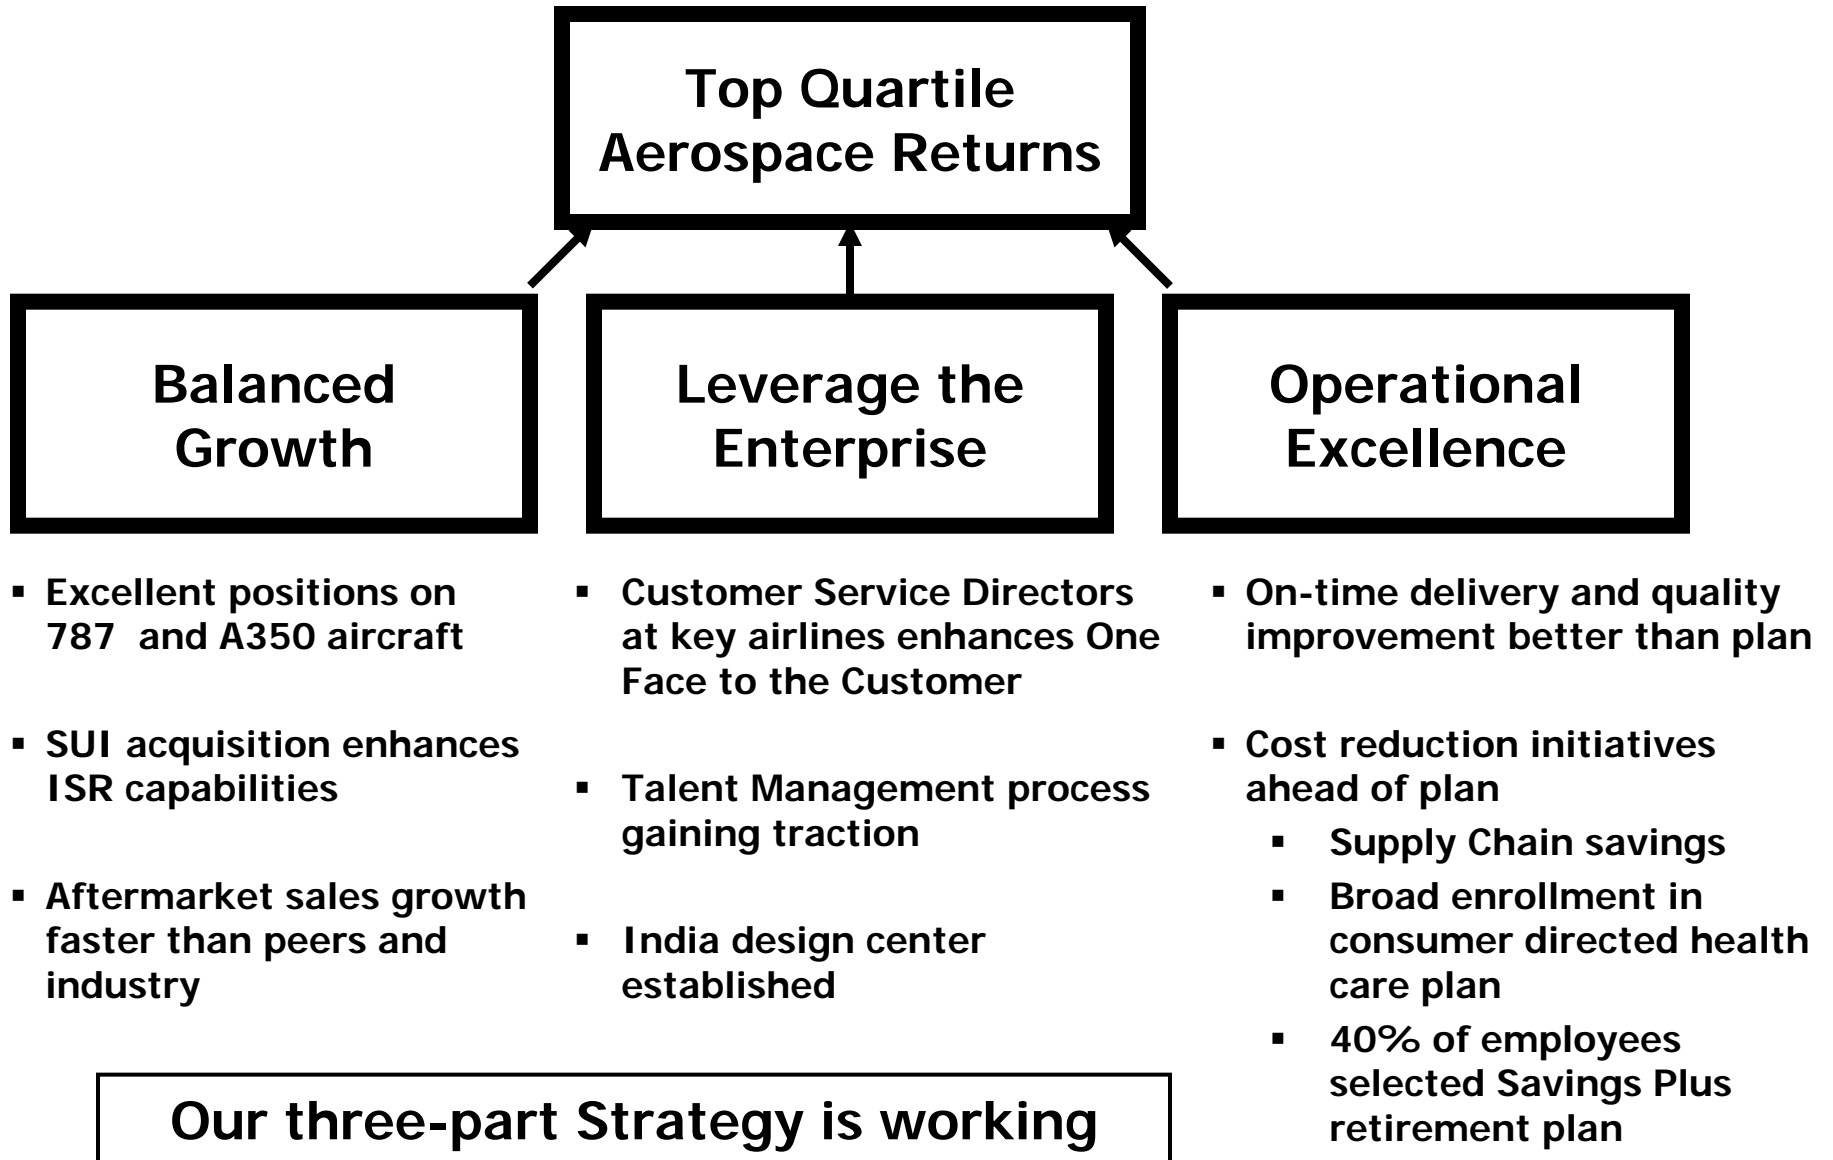 Top Quartile
Aerospace Returns
Balanced
Growth
Leverage the
Enterprise
Operational
Excellence
▪ Excellent positions on
787 and A350 aircraft
▪ SUI acquisition enhances
ISR capabilities
▪ Aftermarket sales growth
faster than peers and
industry
▪ Customer Service Directors
at key airlines enhances One
Face to the Customer
▪ Talent Management process
gaining traction
▪ India design center
established
▪ On-time delivery and quality
improvement better than plan
▪ Cost reduction initiatives
ahead of plan
▪ Supply Chain savings
▪ Broad enrollment in
consumer directed health
care plan
▪ 40% of employees
selected Savings Plus
retirement plan
Our three-part Strategy is working